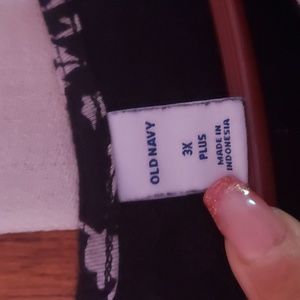 OLD NAVY
3X
PLUS
MADE IN
INDONESIA